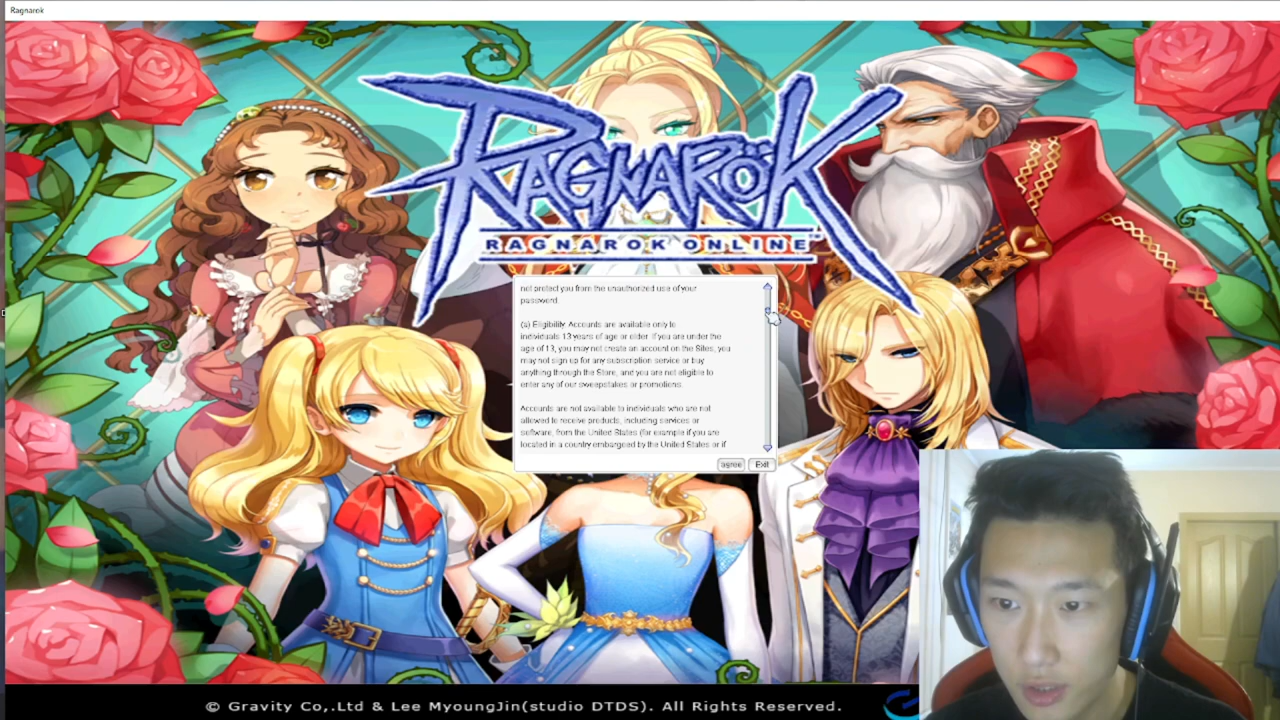 Ragnarok
RAGNARÖK
RAGNAROK ONLINE™
not protect you from the unauthorized use of your
password.
(a) Eligibility: Accounts are available only to
individuals 13 years of age or older. If you are under the
age of 13, you may not create an account on the Sites, you
may not sign up for any subscription service or buy
anything through the Store, and you are not eligible to
enter any of our sweepstakes or promotions.
Accounts are not available to individuals who are not
allowed to receive products, including services or
software, from the United States (for example if you are
located in a country embargoed by the United States or if
agree Exit
© Gravity Co,.Ltd & Lee MyoungJin(studio DTDS). All Rights Reserved.